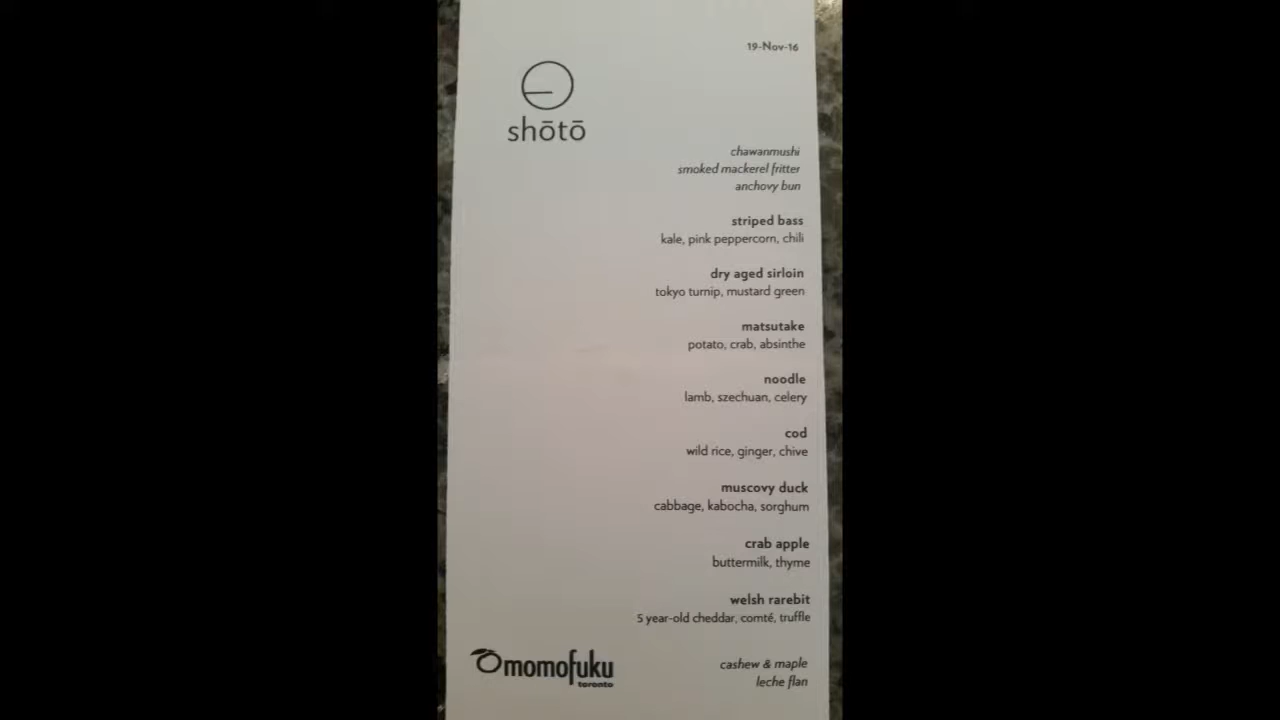 19-Nov-16
shōtō
chawanmushi
smoked mackerel fritter
anchovy bun
striped bass
kale, pink peppercorn, chili
dry aged sirloin
tokyo turnip, mustard green
matsutake
potato, crab, absinthe
noodle
lamb, szechuan, celery
cod
wild rice, ginger, chive
muscovy duck
cabbage, kabocha, sorghum
crab apple
buttermilk, thyme
welsh rarebit
5 year-old cheddar, comté, truffle
momofuku
toronto
cashew & maple
leche flan